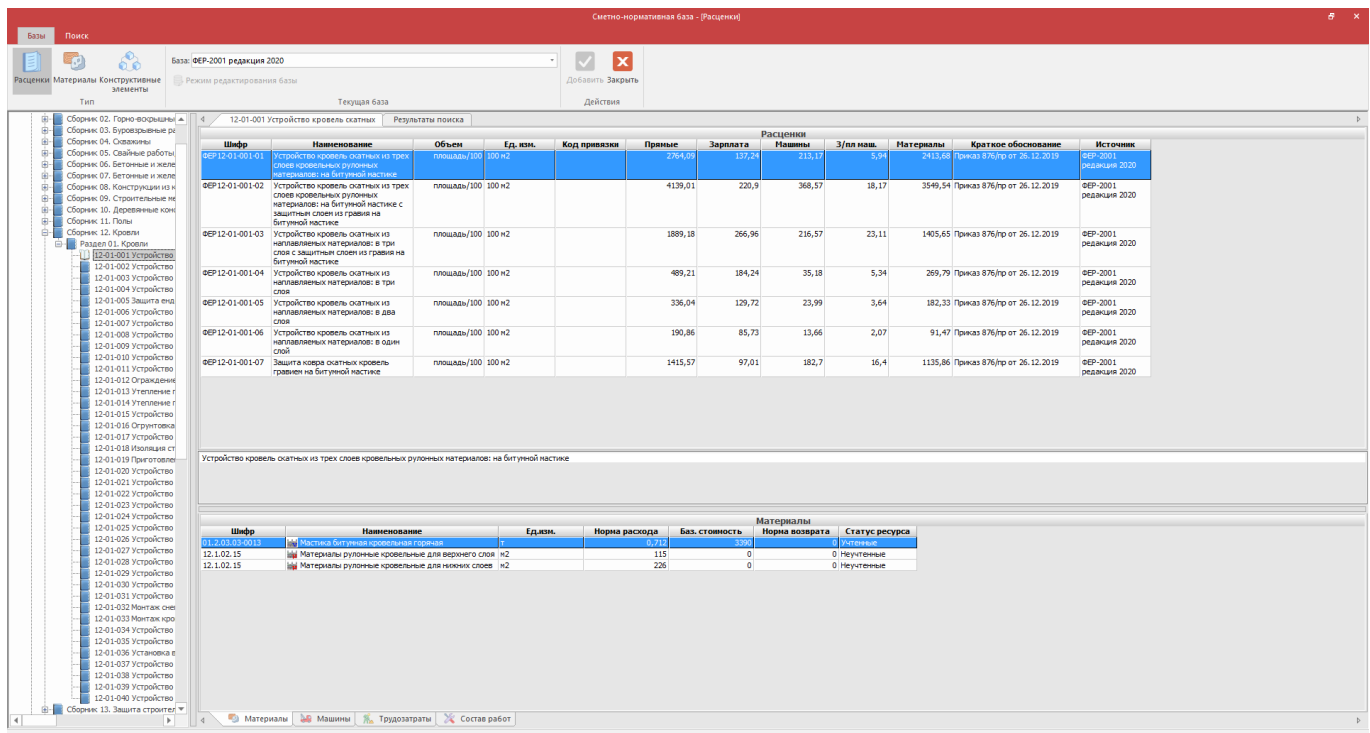 Сметно-нормативная база - [Расценки]
Базы Поиск
База: ФЕР-2001 редакция 2020
Расценки Материалы Конструктивные элементы
Режим редактирования базы
Добавить Закрыть
Тип Текущая база Действия
Сборник 02. Горно-вскрышны
Сборник 03. Буровзрывные ра
Сборник 04. Скважины
Сборник 05. Свайные работы
Сборник 06. Бетонные и желе
Сборник 07. Бетонные и желе
Сборник 08. Конструкции из к
Сборник 09. Строительные ме
Сборник 10. Деревянные конс
Сборник 11. Полы
Сборник 12. Кровли
Раздел 01. Кровли
12-01-001 Устройство
12-01-002 Устройство
12-01-003 Устройство
12-01-004 Устройство
12-01-005 Защита енд
12-01-006 Устройство
12-01-007 Устройство
12-01-008 Устройство
12-01-009 Устройство
12-01-010 Устройство
12-01-011 Устройство
12-01-012 Ограждение
12-01-013 Утепление п
12-01-014 Утепление п
12-01-015 Устройство
12-01-016 Огрунтовка
12-01-017 Устройство
12-01-018 Изоляция ст
12-01-019 Приготовлен
12-01-020 Устройство
12-01-021 Устройство
12-01-022 Устройство
12-01-023 Устройство
12-01-024 Устройство
12-01-025 Устройство
12-01-026 Устройство
12-01-027 Устройство
12-01-028 Устройство
12-01-029 Устройство
12-01-030 Устройство
12-01-031 Устройство
12-01-032 Монтаж снег
12-01-033 Монтаж кро
12-01-034 Устройство
12-01-035 Устройство
12-01-036 Установка в
12-01-037 Устройство
12-01-038 Устройство
12-01-039 Устройство
12-01-040 Устройство
Сборник 13. Защита строител
12-01-001 Устройство кровель скатных Результаты поиска
Расценки
Шифр Наименование Объем Ед. изм. Код привязки Прямые Зарплата Машины З/пл маш. Материалы Краткое обоснование Источник
ФЕР12-01-001-01 Устройство кровель скатных из трех площадь/100 100 м2 2764,09 137,24 213,17 5,94 2413,68 Приказ 876/пр от 26.12.2019 ФЕР-2001
слоев кровельных рулонных редакция 2020
материалов: на битумной мастике
ФЕР12-01-001-02 Устройство кровель скатных из трех площадь/100 100 м2 4139,01 220,9 368,57 18,17 3549,54 Приказ 876/пр от 26.12.2019 ФЕР-2001
слоев кровельных рулонных редакция 2020
материалов: на битумной мастике с
защитным слоем из гравия на
битумной мастике
ФЕР12-01-001-03 Устройство кровель скатных из площадь/100 100 м2 1889,18 266,96 216,57 23,11 1405,65 Приказ 876/пр от 26.12.2019 ФЕР-2001
наплавляемых материалов: в три редакция 2020
слоя с защитным слоем из гравия на
битумной мастике
ФЕР12-01-001-04 Устройство кровель скатных из площадь/100 100 м2 489,21 184,24 35,18 5,34 269,79 Приказ 876/пр от 26.12.2019 ФЕР-2001
наплавляемых материалов: в три редакция 2020
слоя
ФЕР12-01-001-05 Устройство кровель скатных из площадь/100 100 м2 336,04 129,72 23,99 3,64 182,33 Приказ 876/пр от 26.12.2019 ФЕР-2001
наплавляемых материалов: в два редакция 2020
слоя
ФЕР12-01-001-06 Устройство кровель скатных из площадь/100 100 м2 190,86 85,73 13,66 2,07 91,47 Приказ 876/пр от 26.12.2019 ФЕР-2001
наплавляемых материалов: в один редакция 2020
слой
ФЕР12-01-001-07 Защита ковра скатных кровель площадь/100 100 м2 1415,57 97,01 182,7 16,4 1135,86 Приказ 876/пр от 26.12.2019 ФЕР-2001
гравием на битумной мастике редакция 2020
Устройство кровель скатных из трех слоев кровельных рулонных материалов: на битумной мастике
Материалы
Шифр Наименование Ед.изм. Норма расхода Баз. стоимость Норма возврата Статус ресурса
01.2.03.03-0013 Мастика битумная кровельная горячая т 0,712 3390 0 Учтенные
12.1.02.15 Материалы рулонные кровельные для верхнего слоя м2 115 0 0 Неучтенные
12.1.02.15 Материалы рулонные кровельные для нижних слоев м2 226 0 0 Неучтенные
Материалы Машины Трудозатраты Состав работ